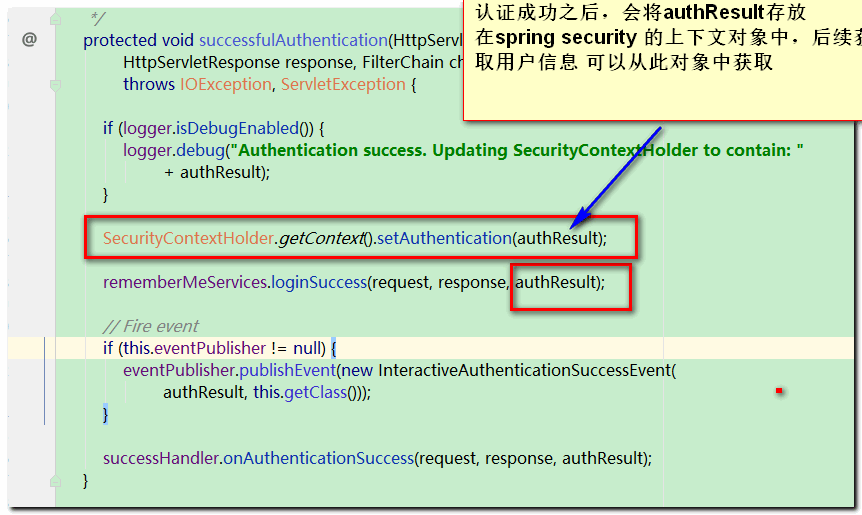 认证成功之后，会将authResult存放
在spring security 的上下文对象中，后续获
取用户信息 可以从此对象中获取
*/
@
protected void successfulAuthentication(HttpServl
HttpServletResponse response, FilterChain ch
throws IOException, ServletException {
if (logger.isDebugEnabled()) {
logger.debug("Authentication success. Updating SecurityContextHolder to contain: "
+ authResult);
}
SecurityContextHolder.getContext().setAuthentication(authResult);
rememberMeServices.loginSuccess(request, response, authResult);
// Fire event
if (this.eventPublisher != null) {
eventPublisher.publishEvent(new InteractiveAuthenticationSuccessEvent(
authResult, this.getClass()));
}
successHandler.onAuthenticationSuccess(request, response, authResult);
}